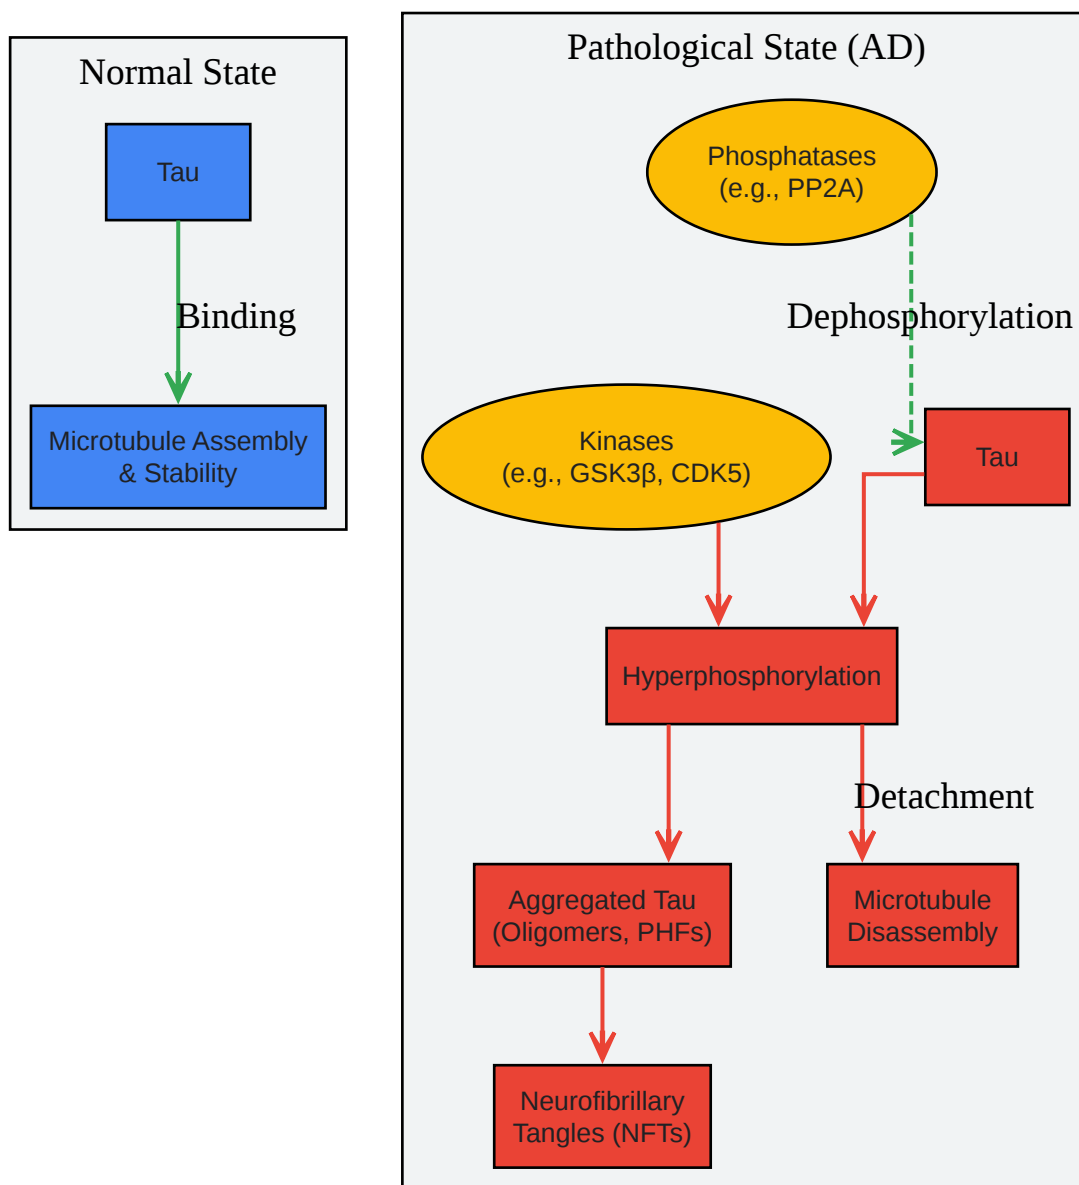 Normal State
Tau
Binding
Microtubule Assembly
& Stability
Pathological State (AD)
Phosphatases
(e.g., PP2A)
Dephosphorylation
Kinases
(e.g., GSK3β, CDK5)
Tau
Hyperphosphorylation
Detachment
Aggregated Tau
(Oligomers, PHFs)
Microtubule
Disassembly
Neurofibrillary
Tangles (NFTs)